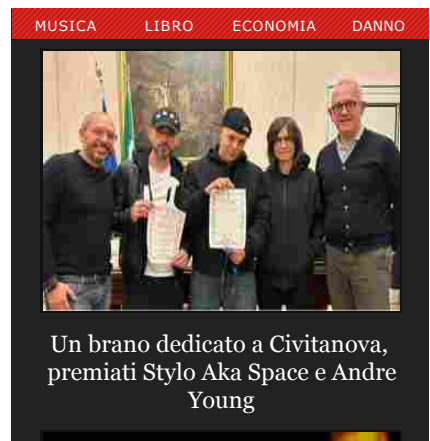 MUSICA LIBRO ECONOMIA DANNO
Un brano dedicato a Civitanova,
premiati Stylo Aka Space e Andre
Young